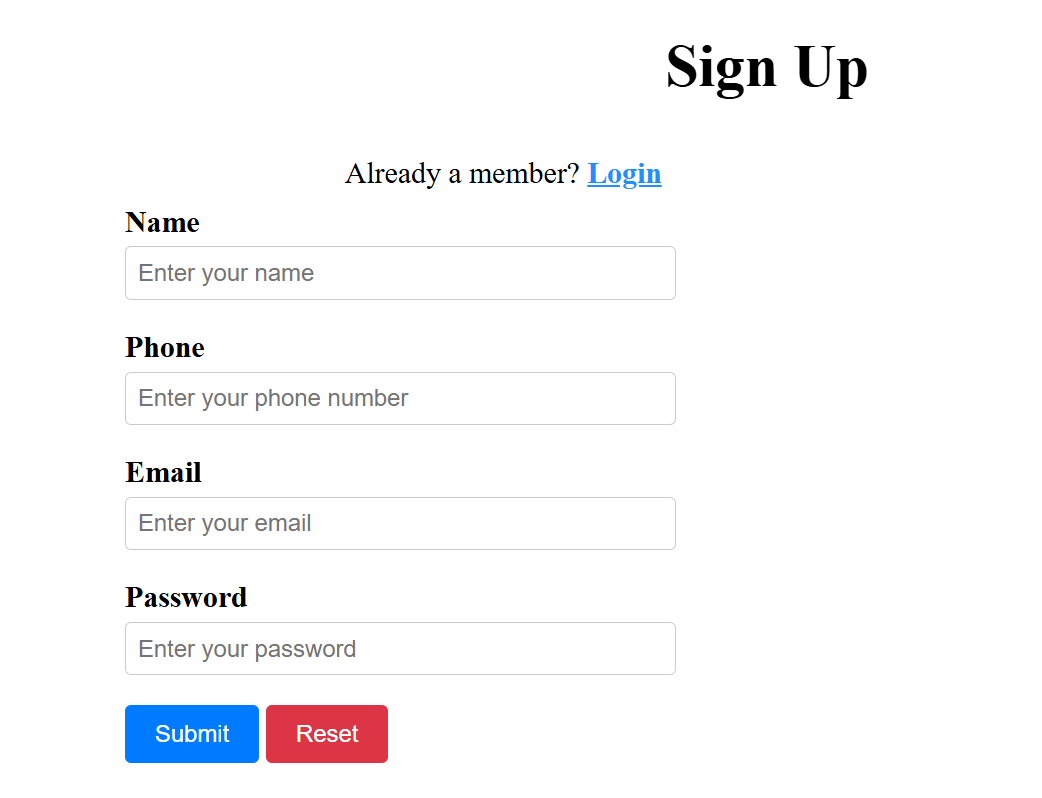 Sign Up
Already a member? Login
Name
Enter your name
Phone
Enter your phone number
Email
Enter your email
Password
Enter your password
Submit Reset